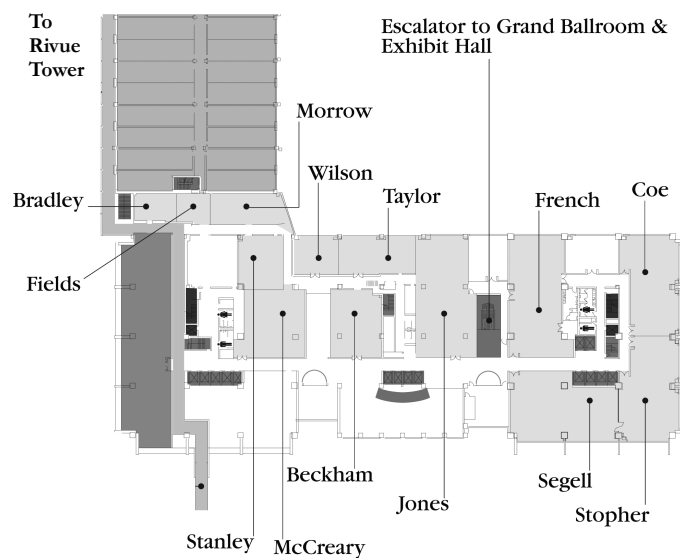 To
Rivue
Tower
Escalator to Grand Ballroom &
Exhibit Hall
Morrow
Wilson
Taylor
French
Coe
Bradley
Fields
Beckham
Jones
Segell
Stopher
Stanley
McCreary